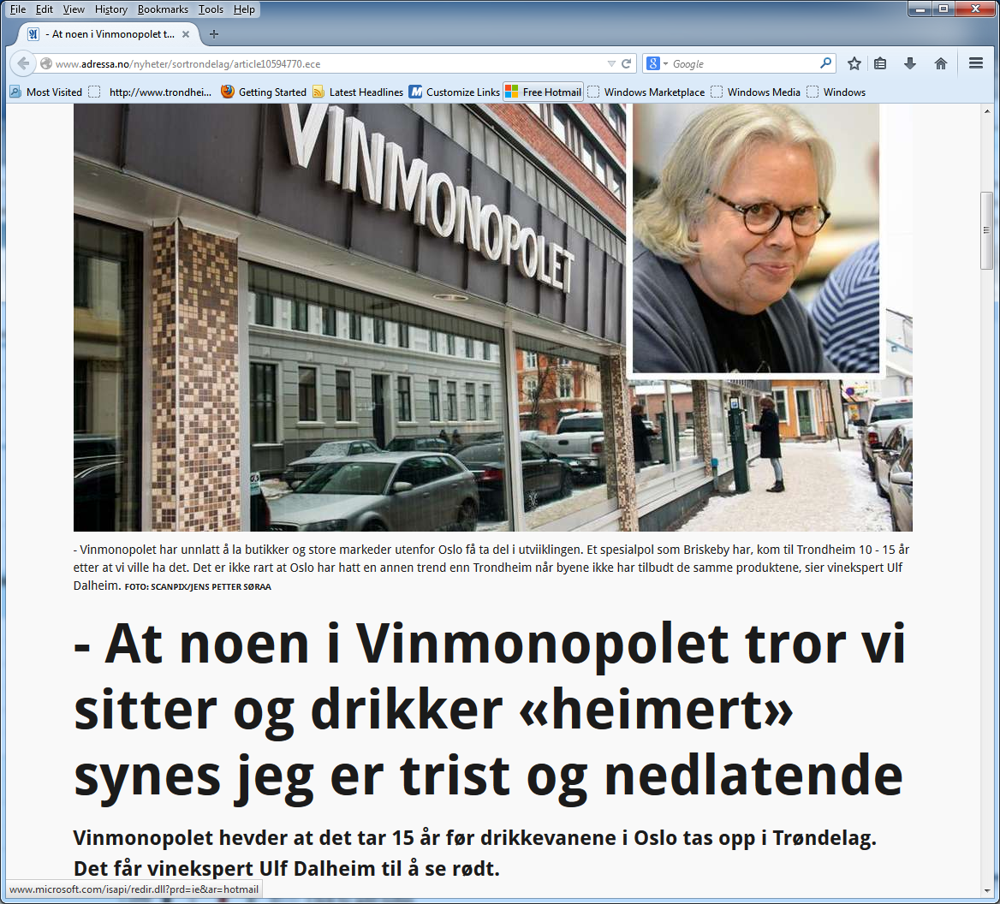 File Edit View History Bookmarks Tools Help
- At noen i Vinmonopolet t...
www.adressa.no/nyheter/sortrondelag/article10594770.ece
Google
Most Visited http://www.trondhei... Getting Started Latest Headlines Customize Links Free Hotmail Windows Marketplace Windows Media Windows
VINMONOPOLET
- Vinmonopolet har unnlatt å la butikker og store markeder utenfor Oslo få ta del i utviiklingen. Et spesialpol som Briskeby har, kom til Trondheim 10 - 15 år
etter at vi ville ha det. Det er ikke rart at Oslo har hatt en annen trend enn Trondheim når byene ikke har tilbudt de samme produktene, sier vinekspert Ulf
Dalheim. FOTO: SCANPIX/JENS PETTER SØRAA
- At noen i Vinmonopolet tror vi
sitter og drikker «heimert»
synes jeg er trist og nedlatende
Vinmonopolet hevder at det tar 15 år før drikkevanene i Oslo tas opp i Trøndelag.
Det får vinekspert Ulf Dalheim til å se rødt.
www.microsoft.com/isapi/redir.dll?prd=ie&ar=hotmail